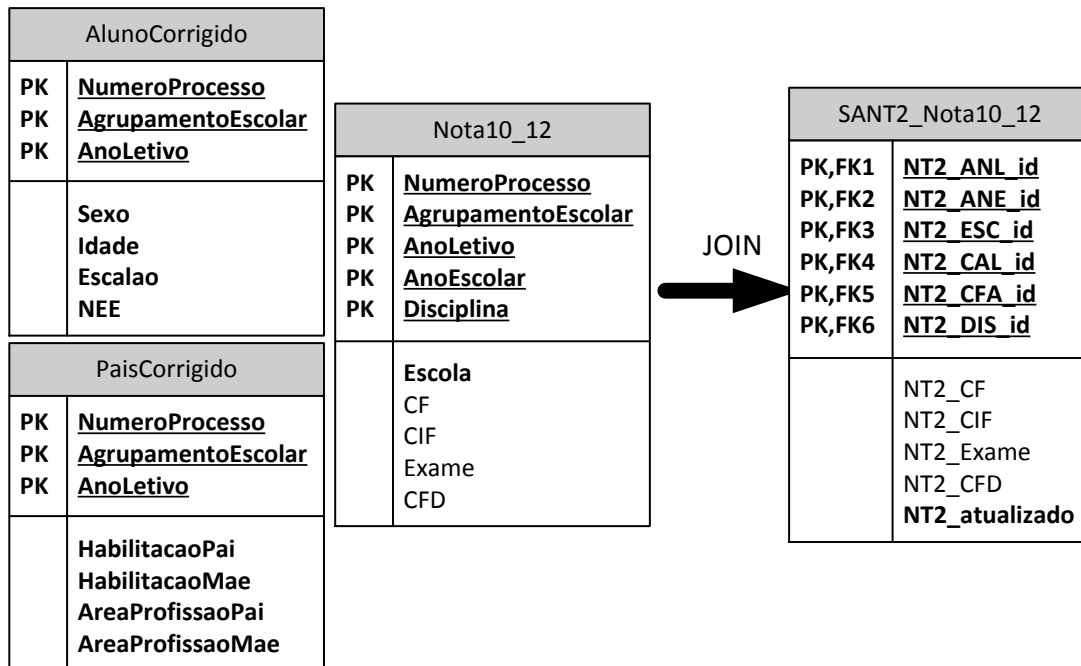 AlunoCorrigido
PK NumeroProcesso
PK AgrupamentoEscolar
PK AnoLetivo
Sexo
Idade
Escalao
NEE
PaisCorrigido
PK NumeroProcesso
PK AgrupamentoEscolar
PK AnoLetivo
HabilitacaoPai
HabilitacaoMae
AreaProfissaoPai
AreaProfissaoMae
Nota10_12
PK NumeroProcesso
PK AgrupamentoEscolar
PK AnoLetivo
PK AnoEscolar
PK Disciplina
Escola
CF
CIF
Exame
CFD
JOIN
SANT2_Nota10_12
PK,FK1 NT2_ANL_id
PK,FK2 NT2_ANE_id
PK,FK3 NT2_ESC_id
PK,FK4 NT2_CAL_id
PK,FK5 NT2_CFA_id
PK,FK6 NT2_DIS_id
NT2_CF
NT2_CIF
NT2_Exame
NT2_CFD
NT2_atualizado